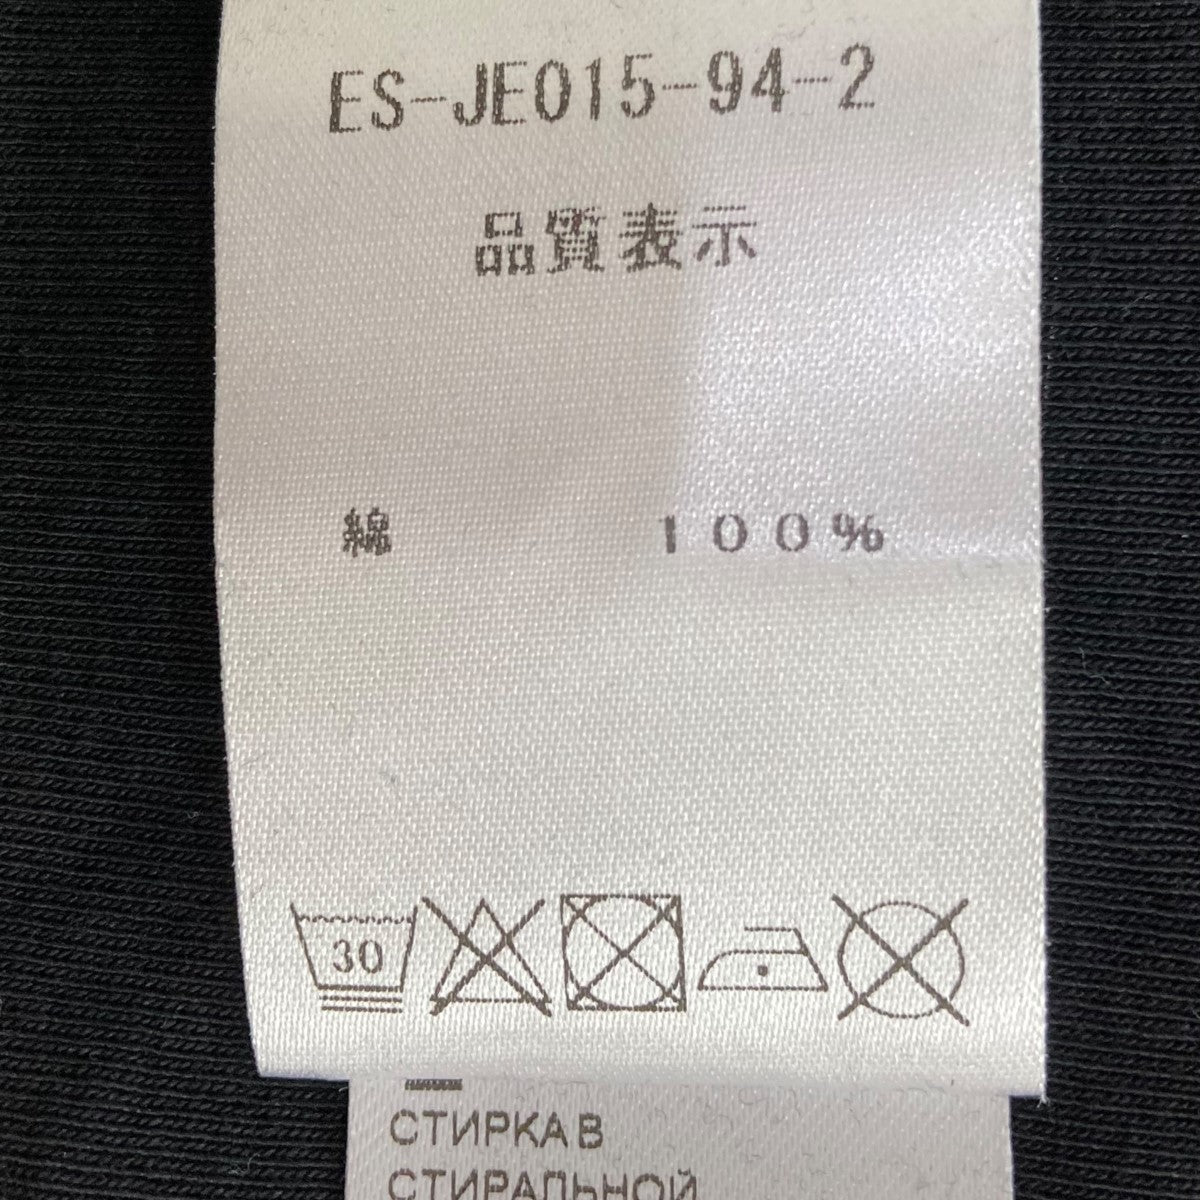 ES-JE015-94-2
品質表示
綿 100%
30
СТИРКА В
СТИРАЛЬНОЙ